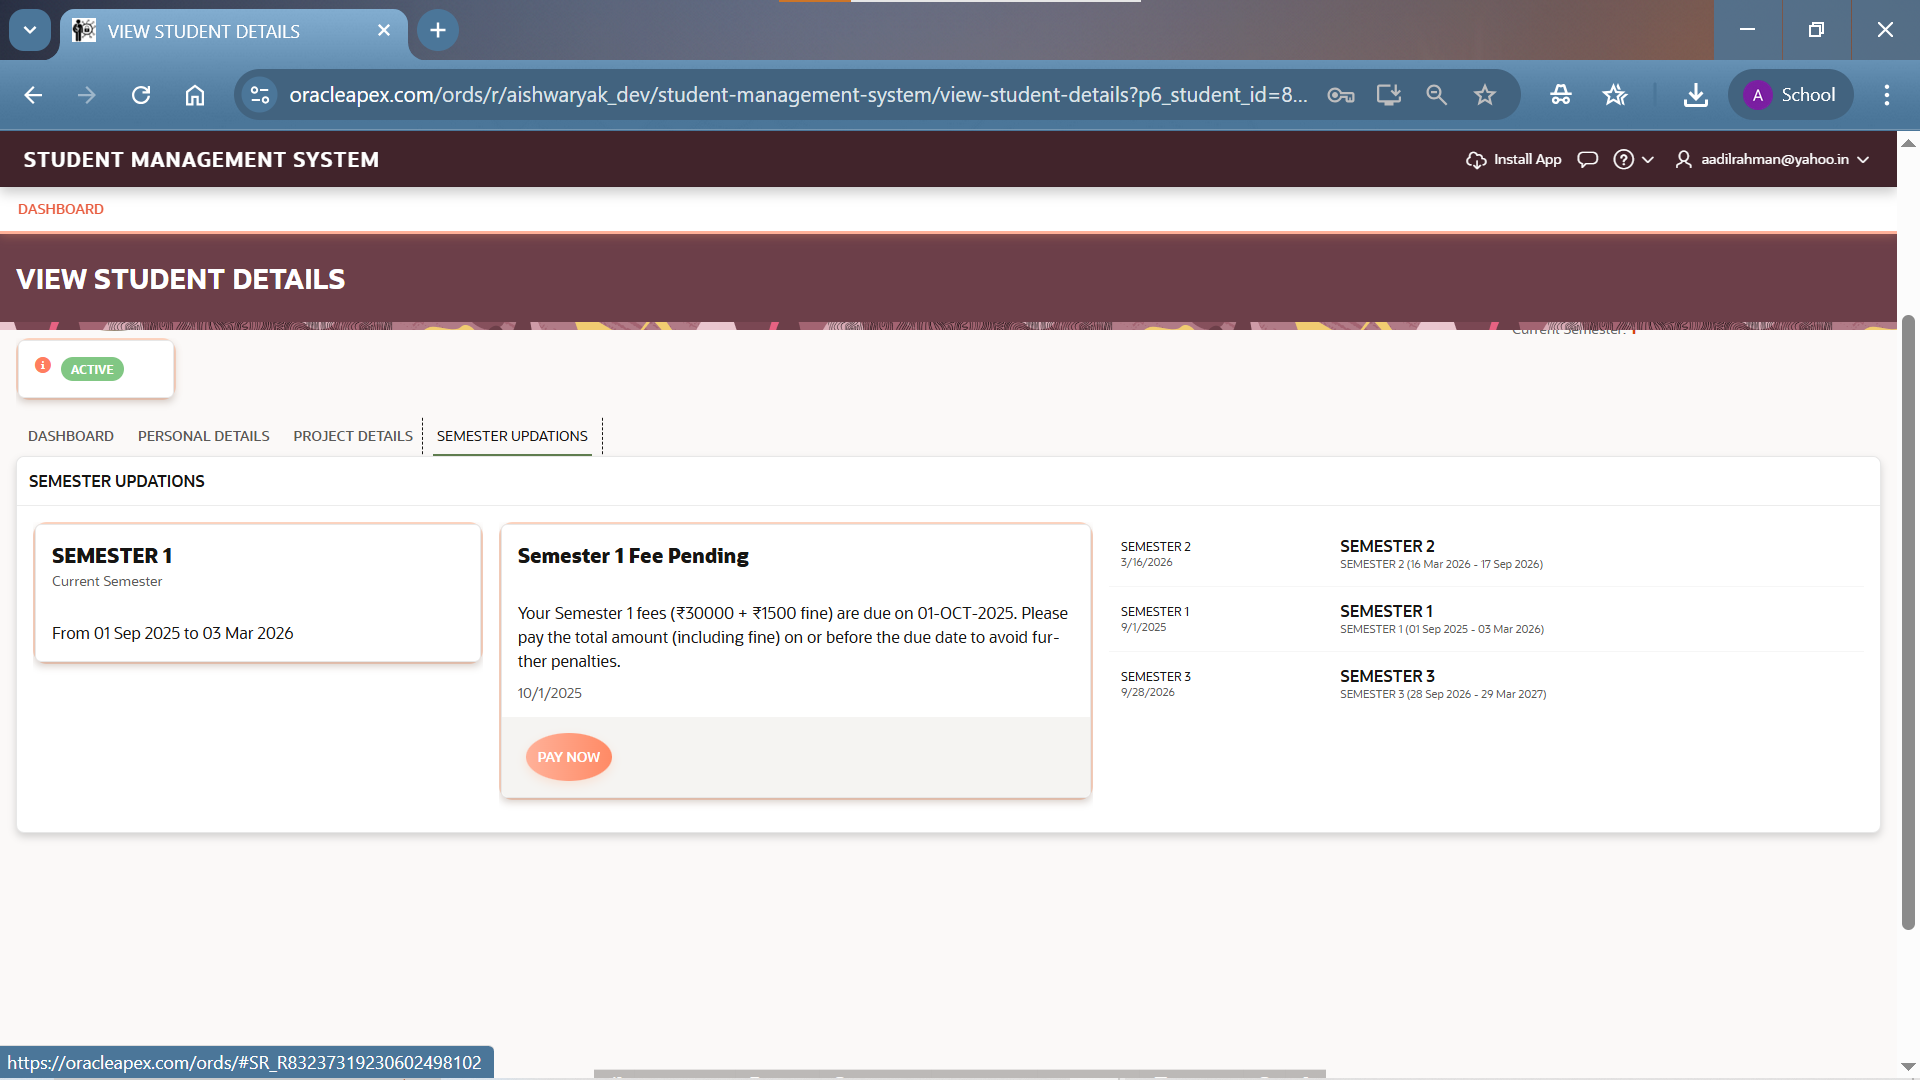 VIEW STUDENT DETAILS
oracleapex.com/ords/r/aishwaryak_dev/student-management-system/view-student-details?p6_student_id=8...
A School
STUDENT MANAGEMENT SYSTEM
Install App
aadilrahman@yahoo.in
DASHBOARD
VIEW STUDENT DETAILS
Current Semester: 1
ACTIVE
DASHBOARD PERSONAL DETAILS PROJECT DETAILS SEMESTER UPDATIONS
SEMESTER UPDATIONS
SEMESTER 1
Current Semester
From 01 Sep 2025 to 03 Mar 2026
Semester 1 Fee Pending
Your Semester 1 fees (₹30000 + ₹1500 fine) are due on 01-OCT-2025. Please
pay the total amount (including fine) on or before the due date to avoid fur-
ther penalties.
10/1/2025
PAY NOW
SEMESTER 2
3/16/2026
SEMESTER 2
SEMESTER 2 (16 Mar 2026 - 17 Sep 2026)
SEMESTER 1
9/1/2025
SEMESTER 1
SEMESTER 1 (01 Sep 2025 - 03 Mar 2026)
SEMESTER 3
9/28/2026
SEMESTER 3
SEMESTER 3 (28 Sep 2026 - 29 Mar 2027)
https://oracleapex.com/ords/#SR_R83237319230602498102